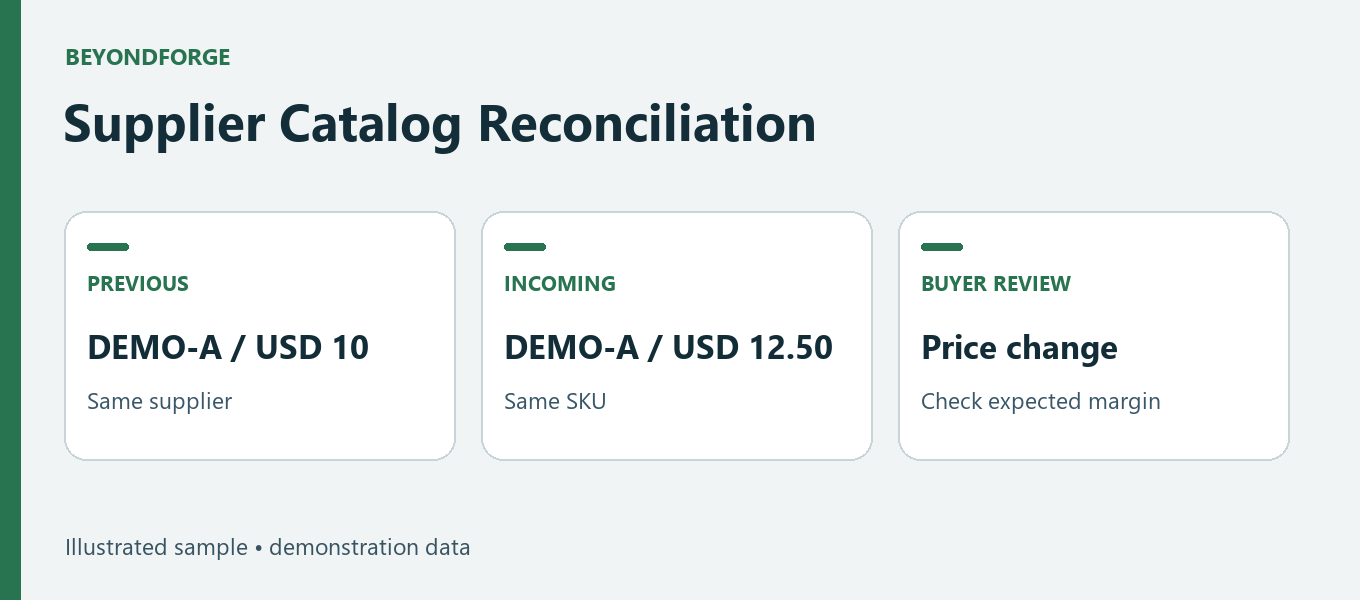 BEYONDFORGE
Supplier Catalog Reconciliation
PREVIOUS
DEMO-A / USD 10
Same supplier
INCOMING
DEMO-A / USD 12.50
Same SKU
BUYER REVIEW
Price change
Check expected margin
Illustrated sample • demonstration data